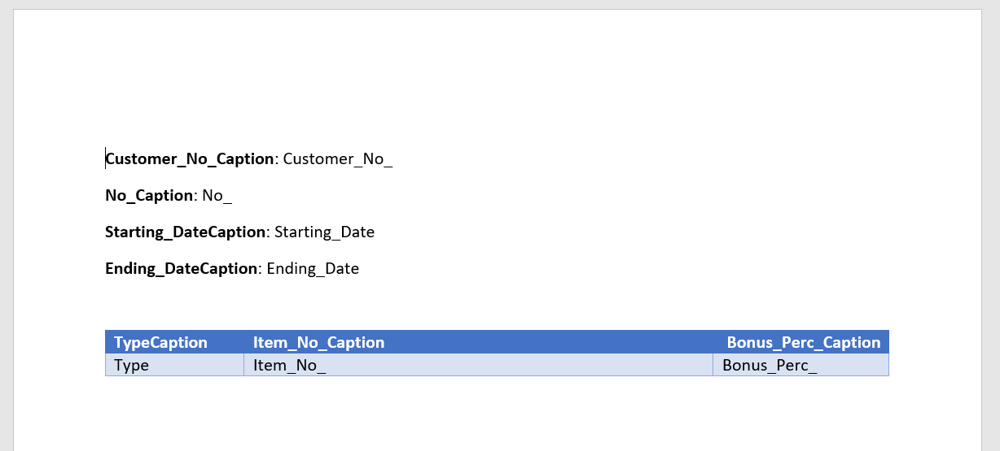 Customer_No_Caption: Customer_No_
No_Caption: No_
Starting_DateCaption: Starting_Date
Ending_DateCaption: Ending_Date
TypeCaption Item_No_Caption Bonus_Perc_Caption
Type Item_No_ Bonus_Perc_